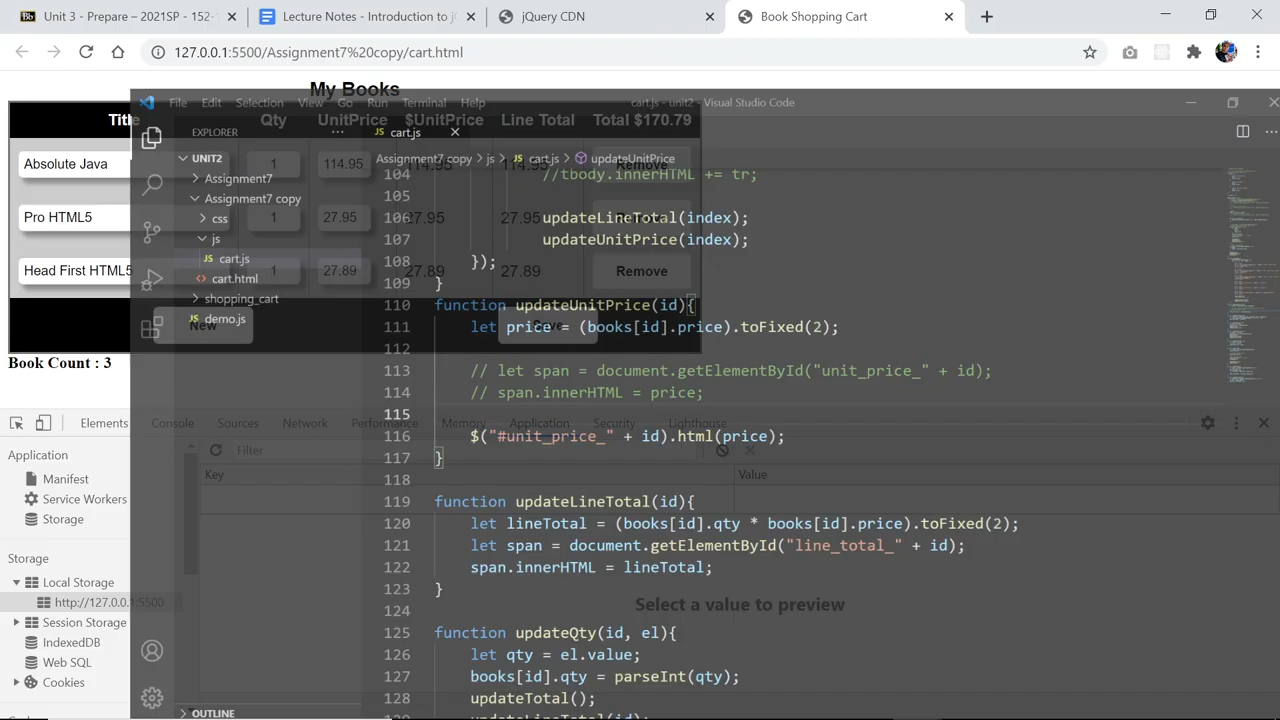 Unit 3 - Prepare – 2021SP - 152-
Lecture Notes - Introduction to j
jQuery CDN
Book Shopping Cart
127.0.0.1:5500/Assignment7%20copy/cart.html
My Books
File Edit Selection View Go Run Terminal Help
cart.js - unit2 - Visual Studio Code
Title Qty UnitPrice $UnitPrice Line Total Total $170.79
EXPLORER
cart.js
UNIT2
Assignment7 copy > js > cart.js > updateUnitPrice
Absolute Java 1 114.95 114.95 114.95 Remove
Assignment7
104 //tbody.innerHTML += tr;
Assignment7 copy
105
Pro HTML5 1 27.95 27.95 27.95
css
106 updateLineTotal(index);
js
107 updateUnitPrice(index);
cart.js
108 });
Head First HTML5 1 27.89 27.89 27.89 Remove
cart.html
109 }
shopping_cart
110 function updateUnitPrice(id){
demo.js
New
111 let price = (books[id].price).toFixed(2);
112
Book Count : 3
113 // let span = document.getElementById("unit_price_" + id);
114 // span.innerHTML = price;
115
Elements Console Sources Network Performance Memory Application Security Lighthouse
116 $("#unit_price_" + id).html(price);
Application
Filter
117 }
Manifest
Key Value
118
Service Workers
119 function updateLineTotal(id){
Storage
120 let lineTotal = (books[id].qty * books[id].price).toFixed(2);
121 let span = document.getElementById("line_total_" + id);
Storage
122 span.innerHTML = lineTotal;
Local Storage
123 }
http://127.0.0.1:5500
Select a value to preview
124
Session Storage
125 function updateQty(id, el){
IndexedDB
126 let qty = el.value;
Web SQL
127 books[id].qty = parseInt(qty);
Cookies
128 updateTotal();
OUTLINE
129 updateLineTotal(id);